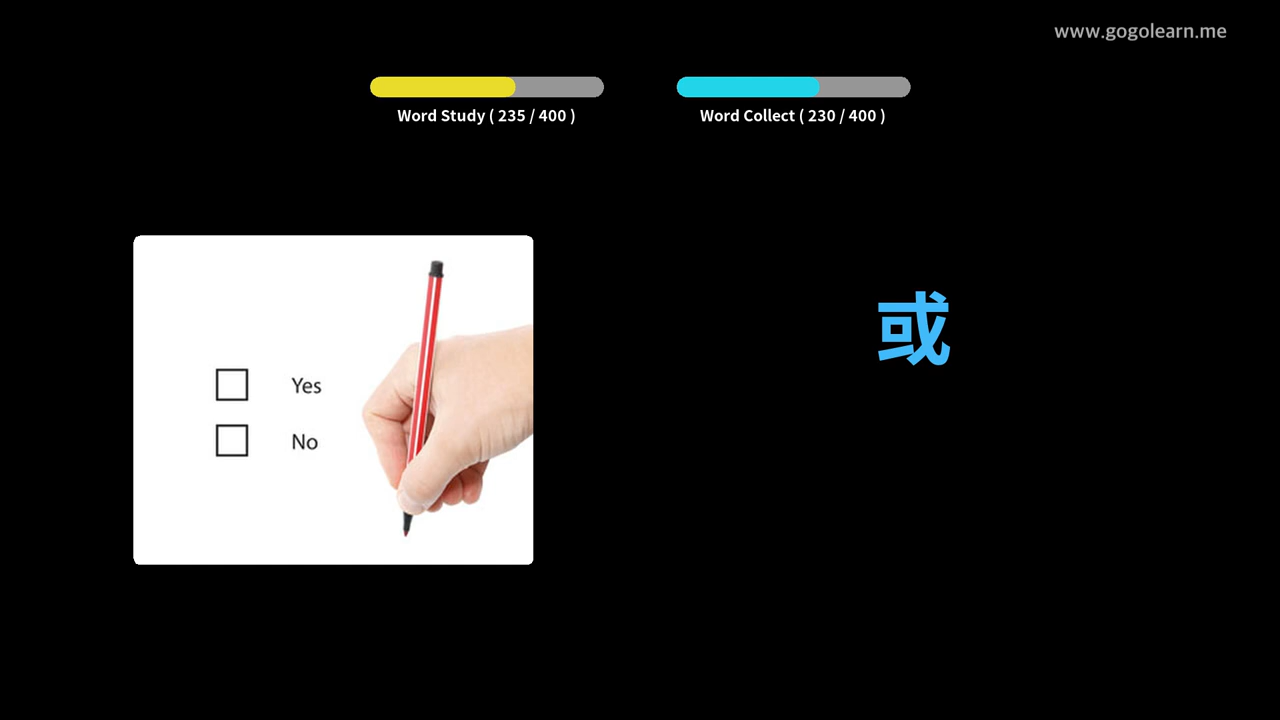 www.gogolearn.me
Word Study ( 235 / 400 )
Word Collect ( 230 / 400 )
或
Yes
No